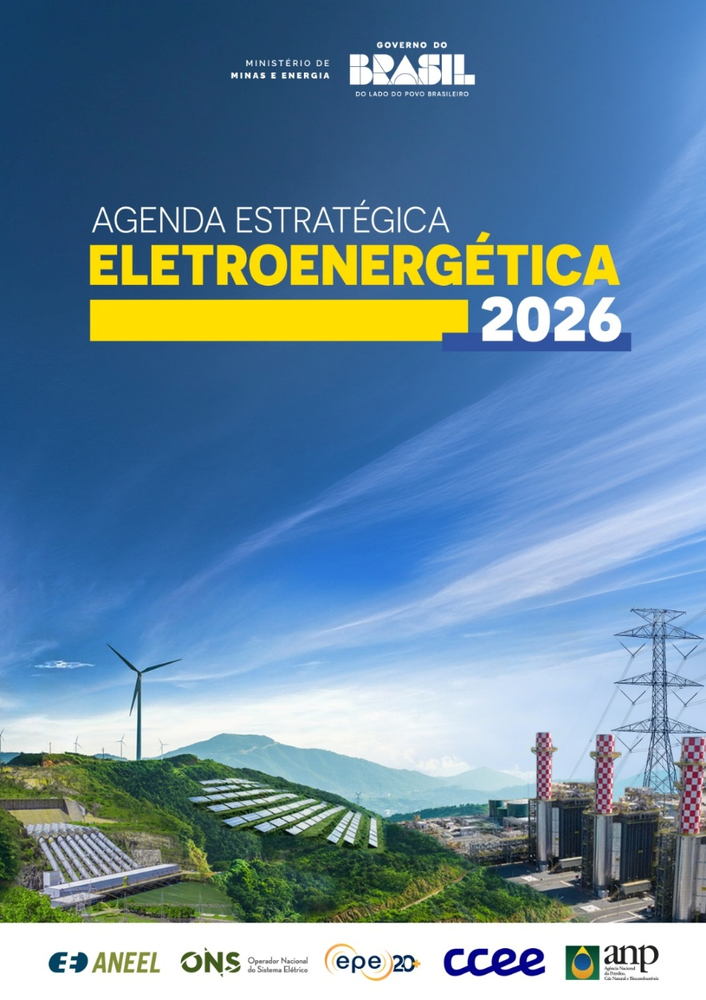 MINISTÉRIO DE
MINAS E ENERGIA
GOVERNO DO
BRASIL
DO LADO DO POVO BRASILEIRO
AGENDA ESTRATÉGICA
ELETROENERGÉTICA
2026
ANEEL
ONS
Operador Nacional
do Sistema Elétrico
epe 20+
ccee
anp
Agência Nacional
do Petróleo,
Gás Natural e Biocombustíveis